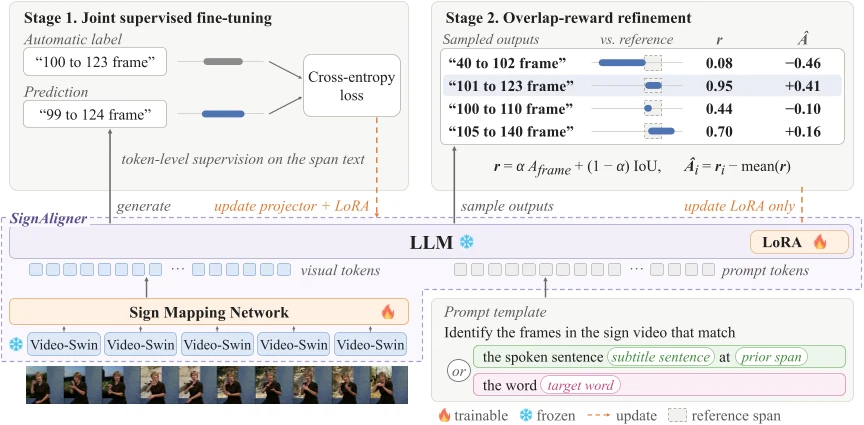 Stage 1. Joint supervised fine-tuning
Automatic label
“100 to 123 frame”
Prediction
“99 to 124 frame”
Cross-entropy
loss
token-level supervision on the span text
generate
update projector + LoRA
Stage 2. Overlap-reward refinement
Sampled outputs vs. reference r Â
“40 to 102 frame” 0.08 −0.46
“101 to 123 frame” 0.95 +0.41
“100 to 110 frame” 0.44 −0.10
“105 to 140 frame” 0.70 +0.16
r = α A_frame + (1 − α) IoU, Â_i = r_i − mean(r)
sample outputs
update LoRA only
SignAligner
LLM
LoRA
··· visual tokens
··· prompt tokens
Sign Mapping Network
Video-Swin Video-Swin Video-Swin Video-Swin Video-Swin
Prompt template
Identify the frames in the sign video that match
or
the spoken sentence subtitle sentence at prior span
the word target word
trainable frozen update reference span